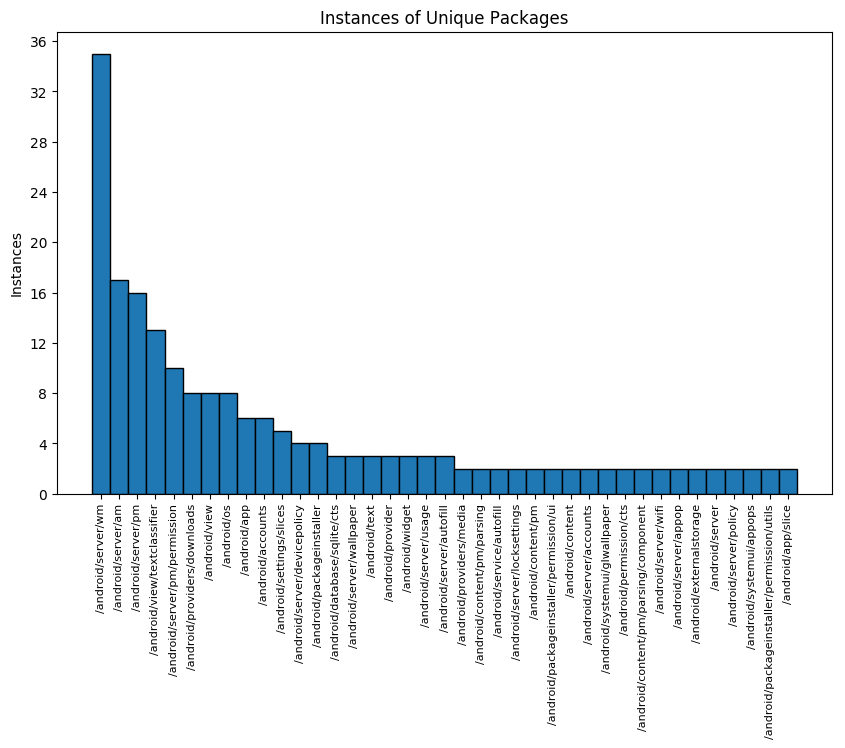 Instances of Unique Packages
Instances
36
32
28
24
20
16
12
8
4
0
/android/server/wm
/android/server/am
/android/server/pm
/android/view/textclassifier
/android/server/pm/permission
/android/providers/downloads
/android/view
/android/os
/android/app
/android/accounts
/android/settings/slices
/android/server/devicepolicy
/android/packageinstaller
/android/database/sqlite/cts
/android/server/wallpaper
/android/text
/android/provider
/android/widget
/android/server/usage
/android/server/autofill
/android/providers/media
/android/content/pm/parsing
/android/service/autofill
/android/server/locksettings
/android/content/pm
/android/packageinstaller/permission/ui
/android/content
/android/server/accounts
/android/systemui/glwallpaper
/android/permission/cts
/android/content/pm/parsing/component
/android/server/wifi
/android/server/appop
/android/externalstorage
/android/server
/android/server/policy
/android/systemui/appops
/android/packageinstaller/permission/utils
/android/app/slice